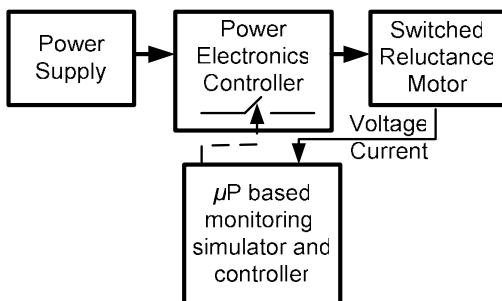 Power
Supply
Power
Electronics
Controller
Switched
Reluctance
Motor
Voltage
Current
µP based
monitoring
simulator and
controller